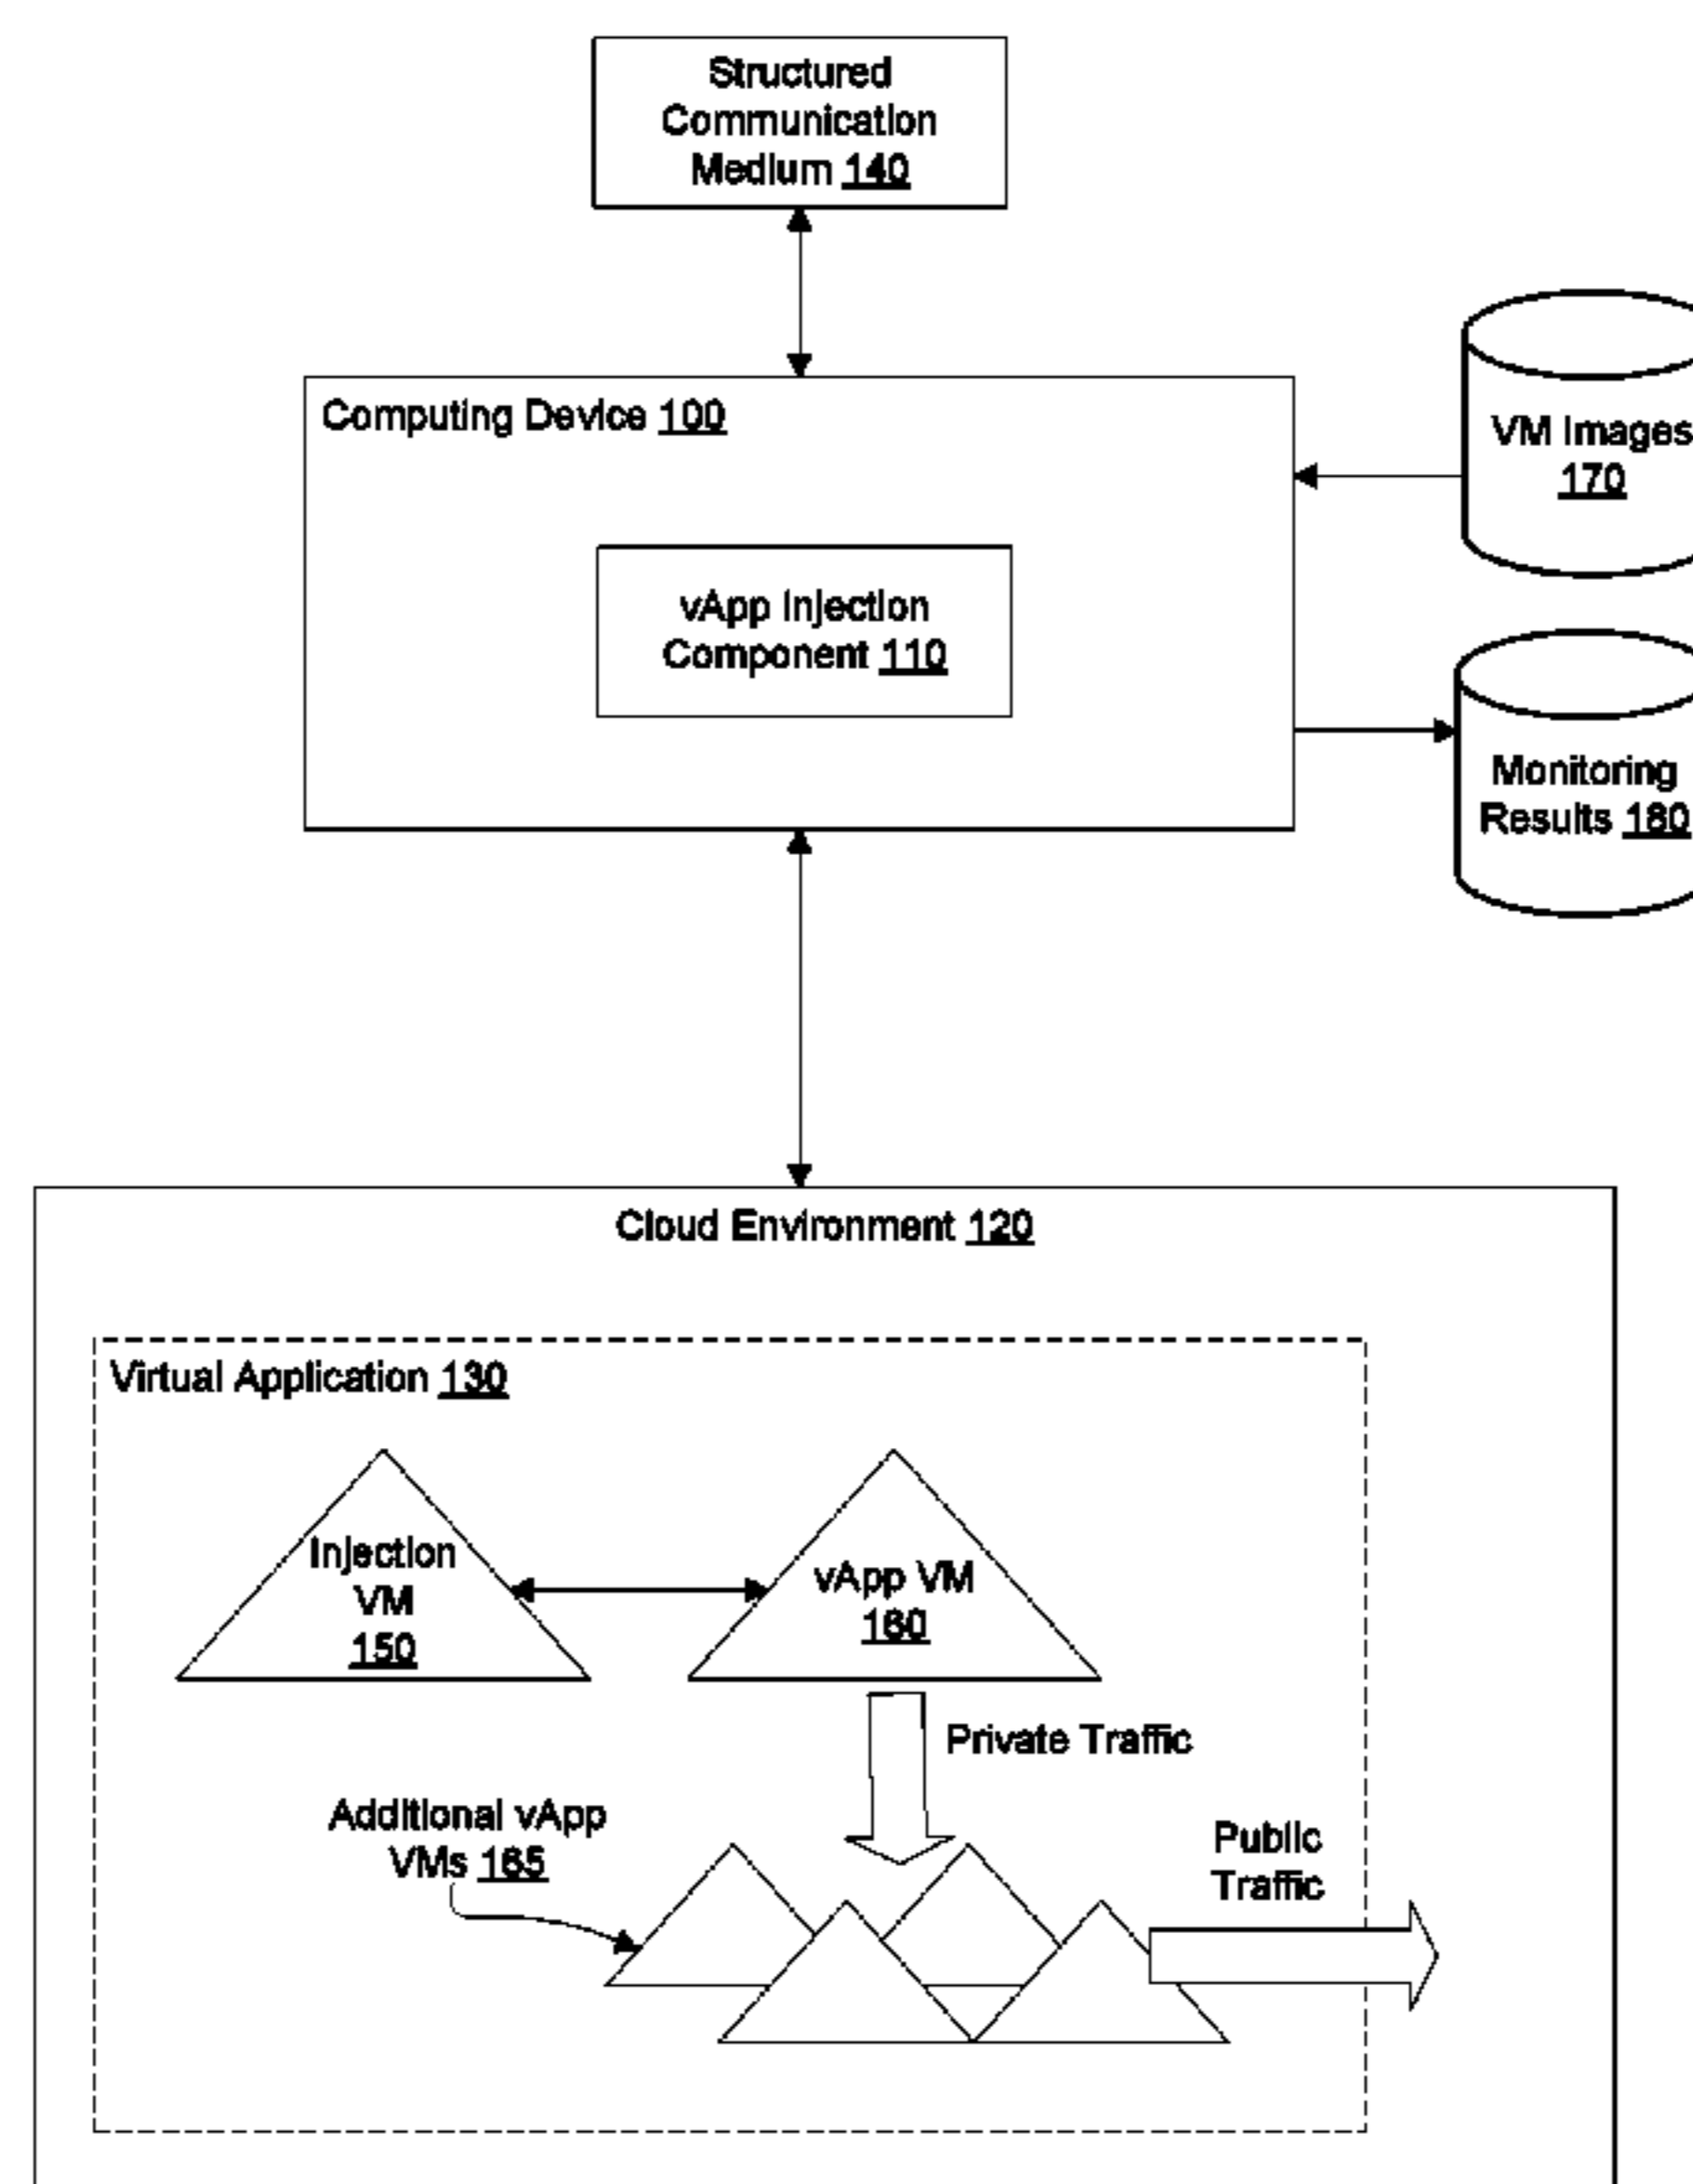 Structured
Communication
Medium 140
Computing Device 100
VM Images
170
vApp Injection
Component 110
Monitoring
Results 180
Cloud Environment 120
Virtual Application 130
Injection
VM
150
vApp VM
160
Private Traffic
Additional vApp
VMs 165
Public
Traffic